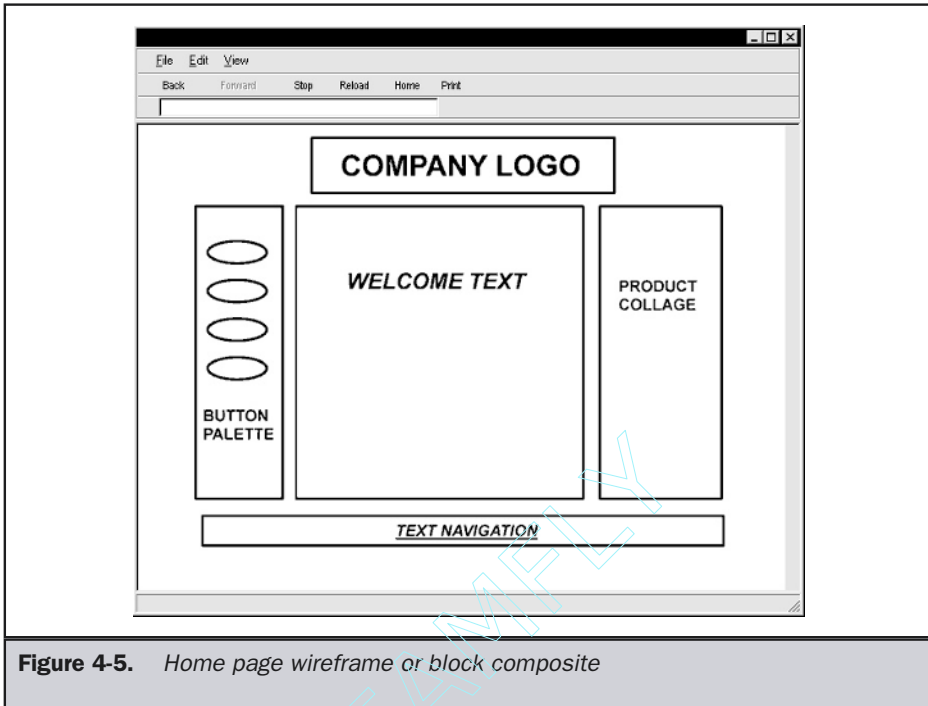 File Edit View
Back Forward Stop Reload Home Print
COMPANY LOGO
WELCOME TEXT
PRODUCT
COLLAGE
BUTTON
PALETTE
TEXT NAVIGATION
Figure 4-5. Home page wireframe or block composite
AMFLY